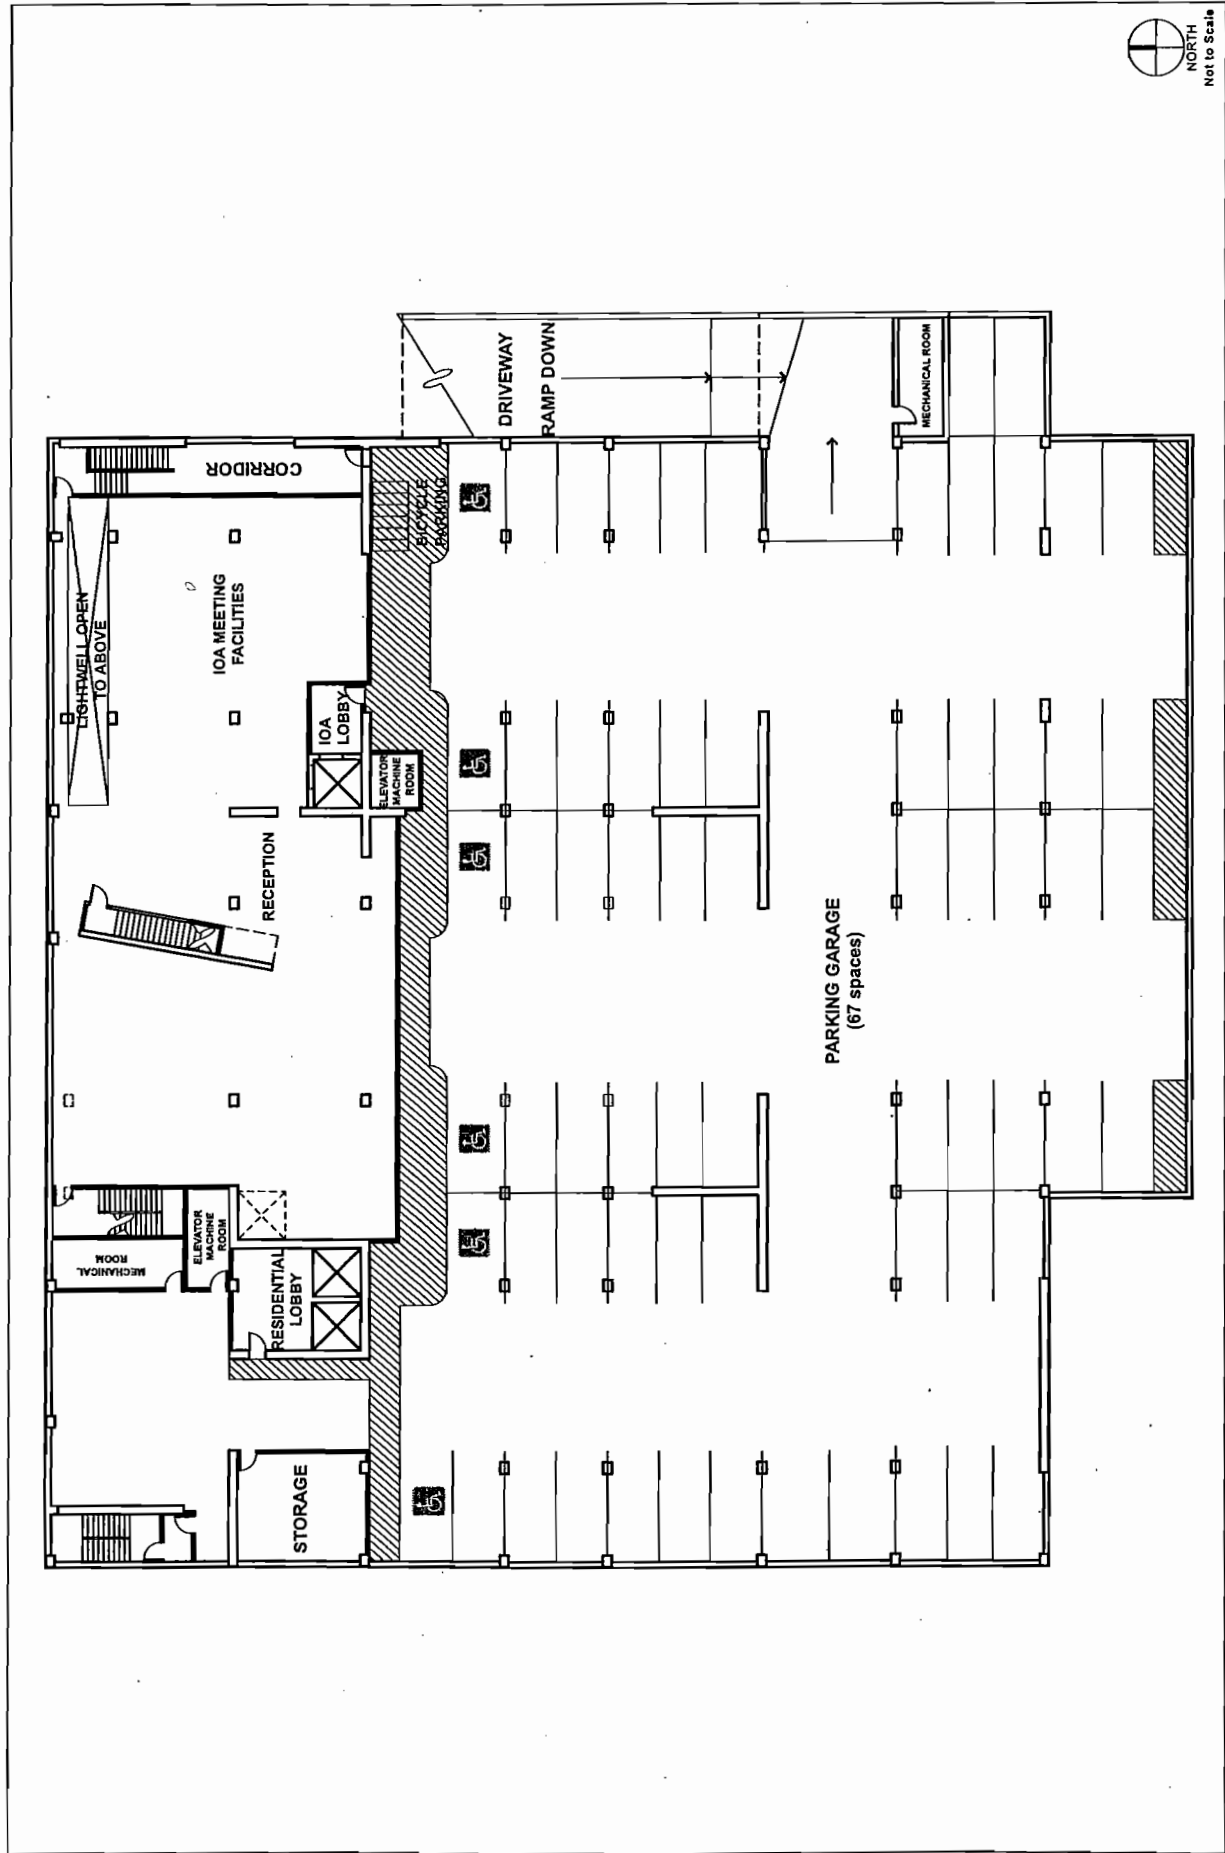 NORTH
Not to Scale
DRIVEWAY
RAMP DOWN
MECHANICAL ROOM
CORRIDOR
BICYCLE
PARKING
LIGHTWELL OPEN
TO ABOVE
IOA MEETING
FACILITIES
IOA
LOBBY
ELEVATOR
MACHINE
ROOM
RECEPTION
PARKING GARAGE
(67 spaces)
MECHANICAL
ROOM
ELEVATOR
MACHINE
ROOM
RESIDENTIAL
LOBBY
STORAGE